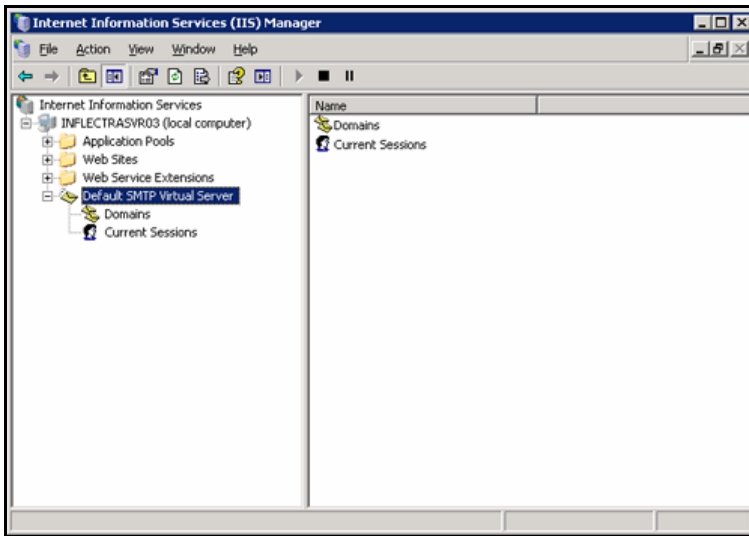 Internet Information Services (IIS) Manager
File Action View Window Help
Internet Information Services
INFLECTRASVR03 (local computer)
Application Pools
Web Sites
Web Service Extensions
Default SMTP Virtual Server
Domains
Current Sessions
Name
Domains
Current Sessions